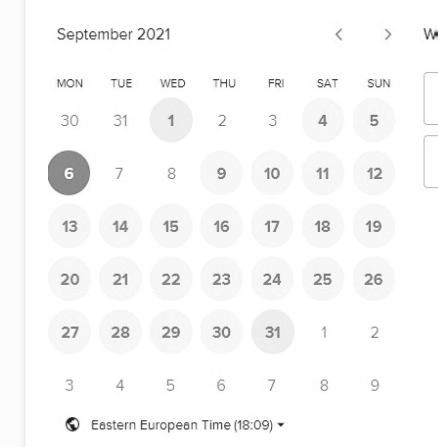 September 2021
MON TUE WED THU FRI SAT SUN
30 31 1 2 3 4 5
6 7 8 9 10 11 12
13 14 15 16 17 18 19
20 21 22 23 24 25 26
27 28 29 30 31 1 2
3 4 5 6 7 8 9
Eastern European Time (18:09)